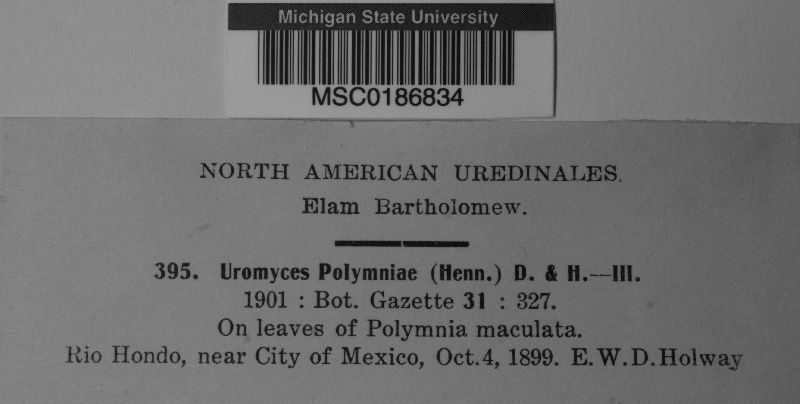 Michigan State University
MSC0186834
NORTH AMERICAN UREDINALES.
Elam Bartholomew.
395. Uromyces Polymniae (Henn.) D. & H.—III.
1901 : Bot. Gazette 31 : 327.
On leaves of Polymnia maculata.
Rio Hondo, near City of Mexico, Oct. 4, 1899. E. W. D. Holway